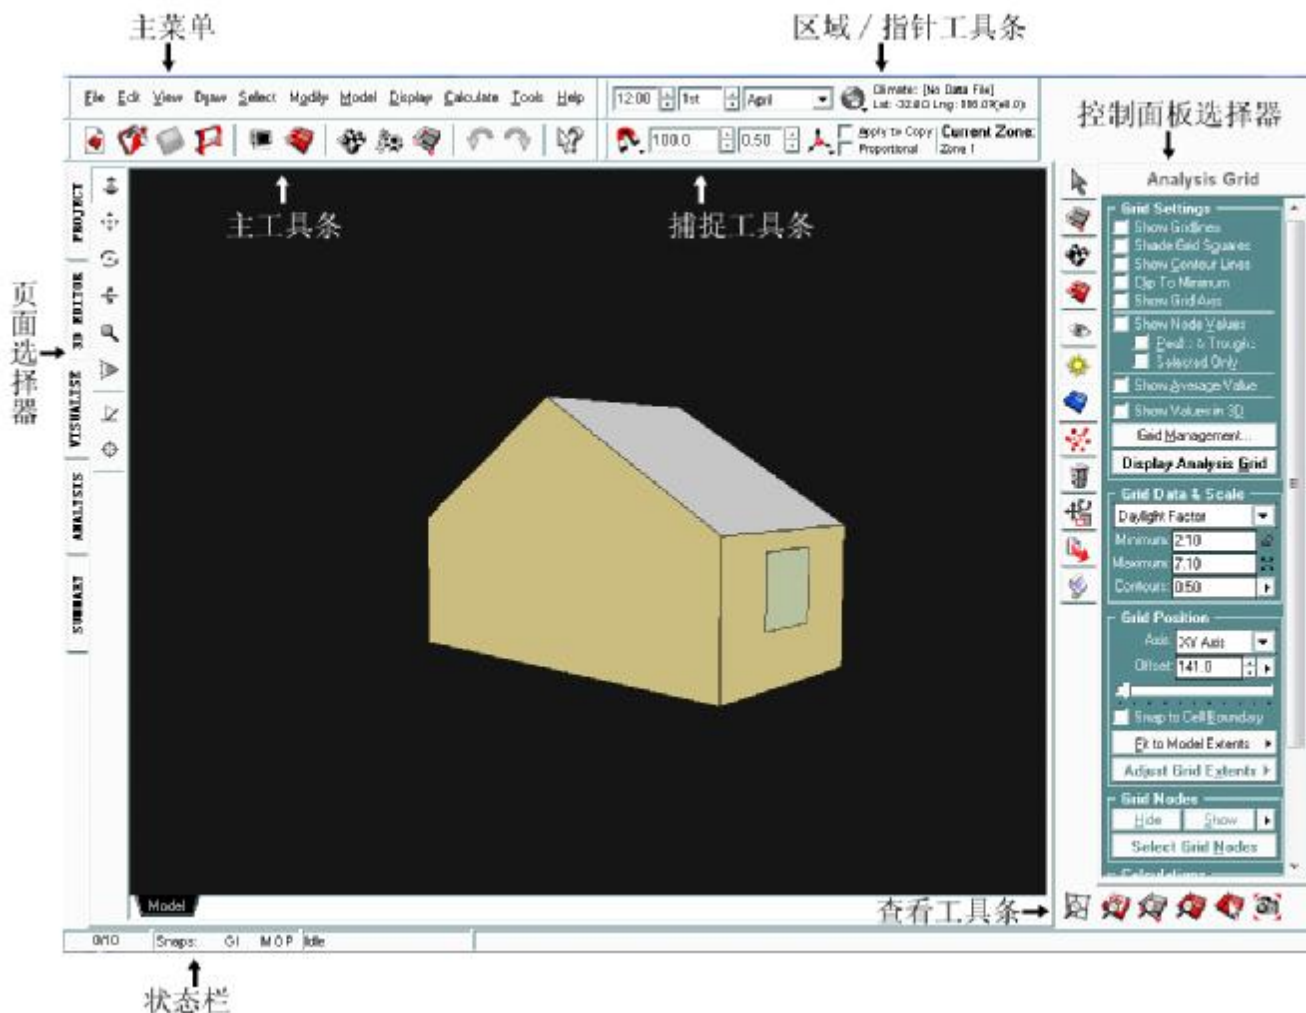 主菜单
区域 / 指针工具条
File Edit View Draw Select Modify Model Display Calculate Tools Help
12:00 1st April
Climate: [No Data File]
控制面板选择器
100.0 0.50
Apply to Copy
Proportional
Current Zone:
Zone 1
主工具条
捕捉工具条
页面选择器
PROJECT
3D EDITOR
VISUALISE
ANALYSIS
SUMMARY
Analysis Grid
Grid Settings
Show Gridlines
Shade Grid Squares
Show Contour Lines
Clip To Minimum
Show Grid Axis
Show Node Values
Peaks & Troughs
Selected Only
Show Average Value
Show Values in 3D
Grid Management...
Display Analysis Grid
Grid Data & Scale
Daylight Factor
Minimum: 2.10
Maximum: 7.10
Contours: 0.50
Grid Position
Axis: XY Axis
Offset: 141.0
Snap to Cell Boundary
Fit to Model Extents
Adjust Grid Extents
Grid Nodes
Hide Show
Select Grid Nodes
Calculations
Model
查看工具条
0/10 Snaps: GI M O P Idle
状态栏